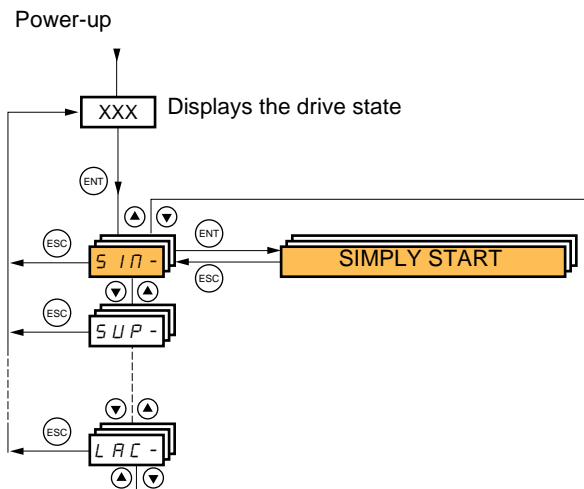 Power-up
XXX
Displays the drive state
ENT
ESC
ENT
SIM-
SIMPLY START
ESC
ESC
SUP-
ESC
LAC-